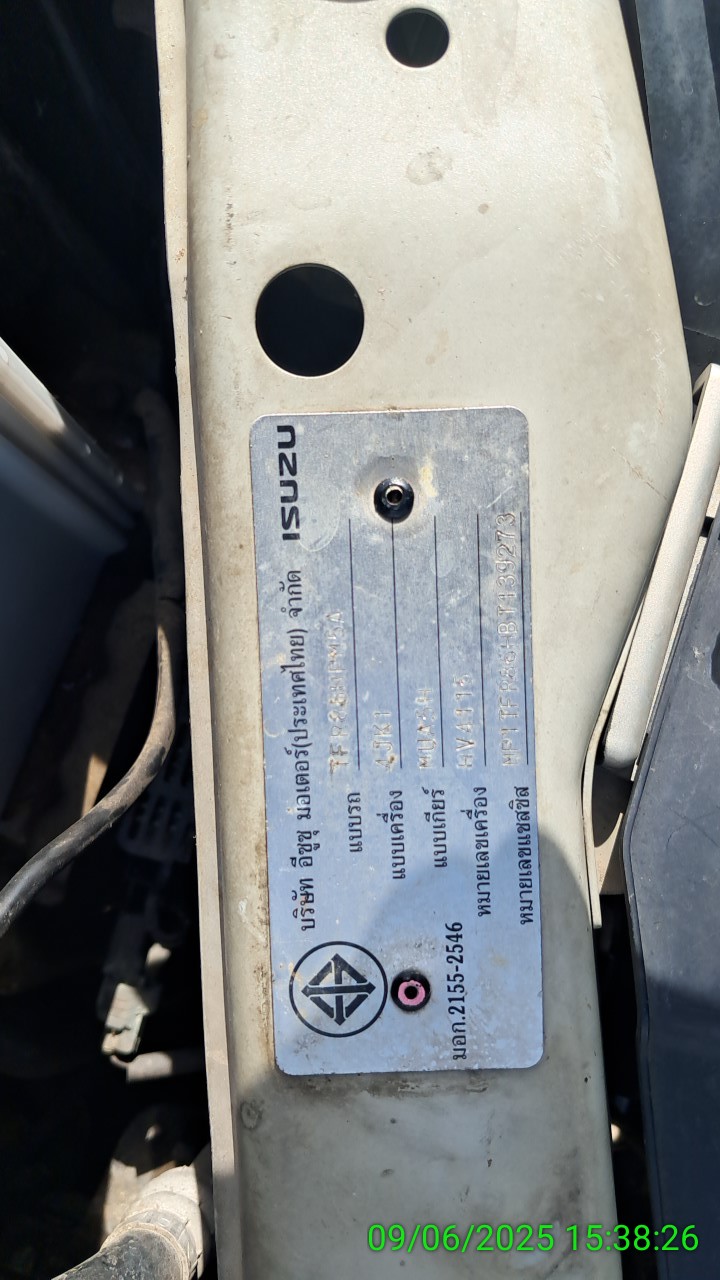 บริษัท อีซูซุ มอเตอร์(ประเทศไทย) จำกัด ISUZU
แบบรถ
แบบเครื่อง 4JK1
แบบเกียร์
หมายเลขเครื่อง
หมายเลขแชสซิส MP1TFR86HBT139273
มอก.2155-2546
09/06/2025 15:38:26